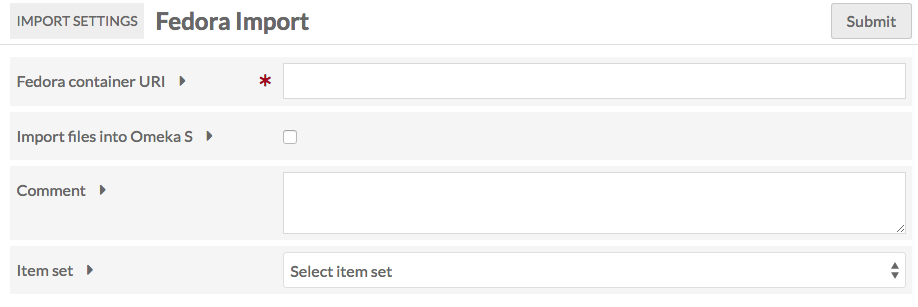 IMPORT SETTINGS Fedora Import Submit
Fedora container URI *
Import files into Omeka S
Comment
Item set Select item set